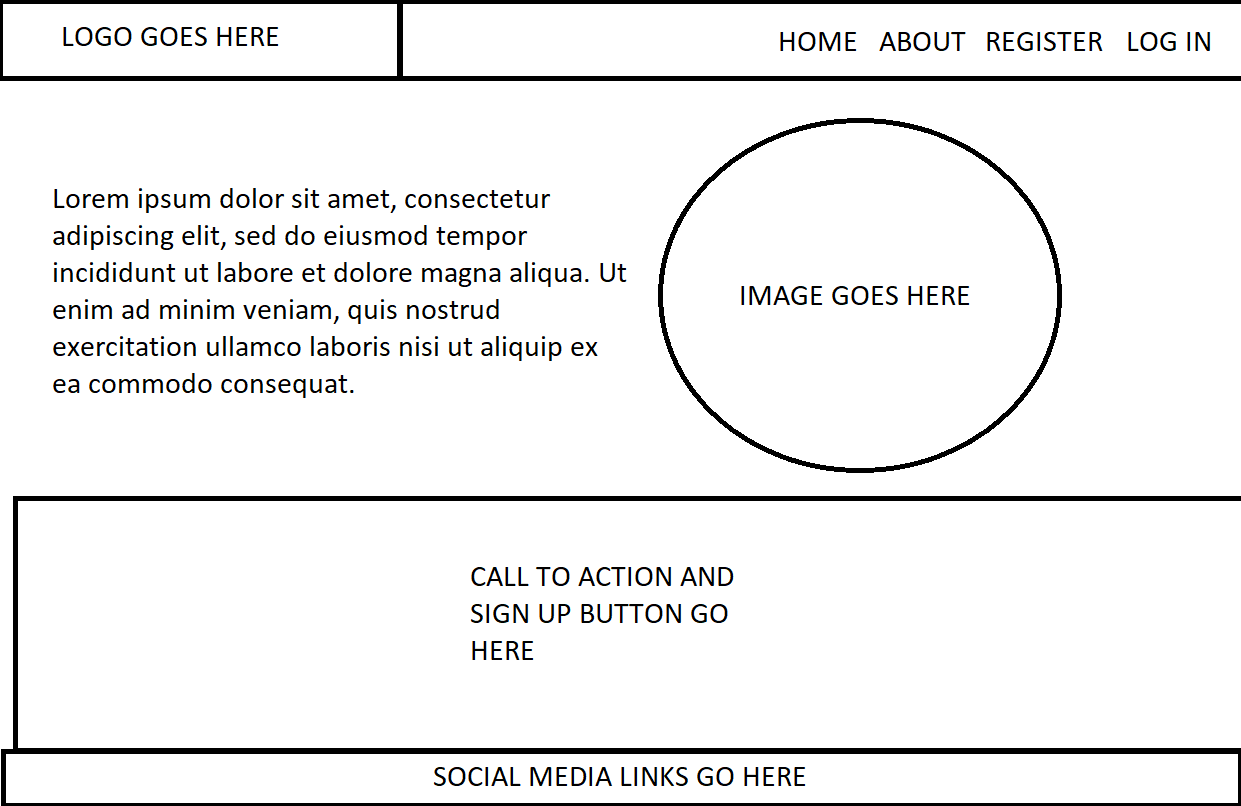 LOGO GOES HERE
HOME ABOUT REGISTER LOG IN
Lorem ipsum dolor sit amet, consectetur
adipiscing elit, sed do eiusmod tempor
incididunt ut labore et dolore magna aliqua. Ut
enim ad minim veniam, quis nostrud
exercitation ullamco laboris nisi ut aliquip ex
ea commodo consequat.
IMAGE GOES HERE
CALL TO ACTION AND
SIGN UP BUTTON GO
HERE
SOCIAL MEDIA LINKS GO HERE